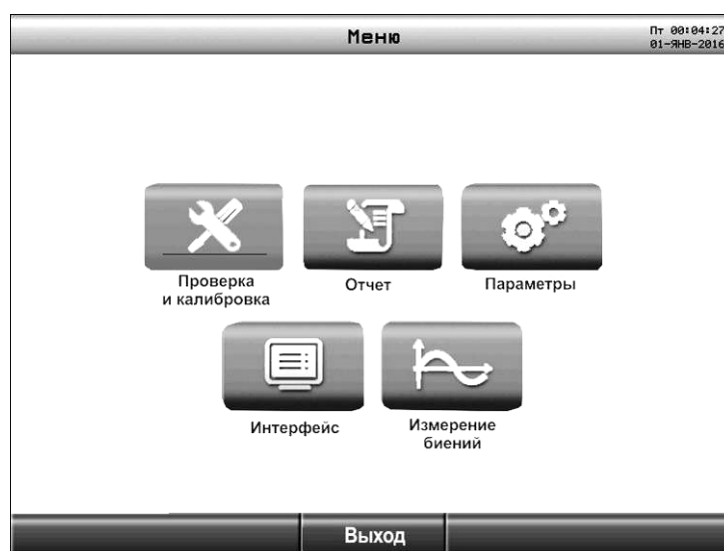 Меню
Пт 00:04:27
01-ЯНВ-2016
Проверка
и калибровка
Отчет
Параметры
Интерфейс
Измерение
биений
Выход